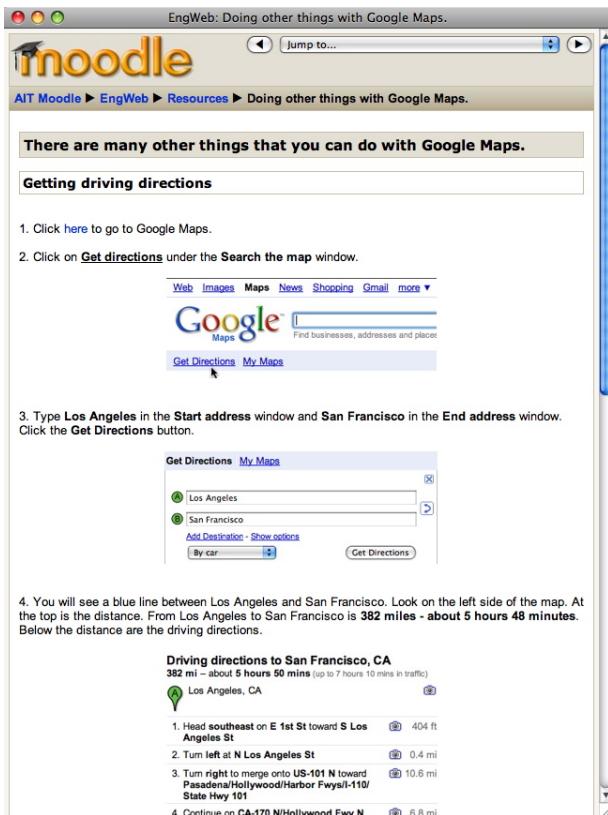 EngWeb: Doing other things with Google Maps.
moodle
Jump to...
AIT Moodle ► EngWeb ► Resources ► Doing other things with Google Maps.
There are many other things that you can do with Google Maps.
Getting driving directions
1. Click here to go to Google Maps.
2. Click on Get directions under the Search the map window.
Web Images Maps News Shopping Gmail more ▼
Google
Maps
Find businesses, addresses and places
Get Directions My Maps
3. Type Los Angeles in the Start address window and San Francisco in the End address window.
Click the Get Directions button.
Get Directions My Maps
A Los Angeles
B San Francisco
Add Destination - Show options
By car Get Directions
4. You will see a blue line between Los Angeles and San Francisco. Look on the left side of the map. At
the top is the distance. From Los Angeles to San Francisco is 382 miles - about 5 hours 48 minutes.
Below the distance are the driving directions.
Driving directions to San Francisco, CA
382 mi – about 5 hours 50 mins (up to 7 hours 10 mins in traffic)
A Los Angeles, CA
1. Head southeast on E 1st St toward S Los 404 ft
Angeles St
2. Turn left at N Los Angeles St 0.4 mi
3. Turn right to merge onto US-101 N toward 10.6 mi
Pasadena/Hollywood/Harbor Fwys/I-110/
State Hwy 101
4. Continue on CA-170 N/Hollywood Fwy N 6.8 mi